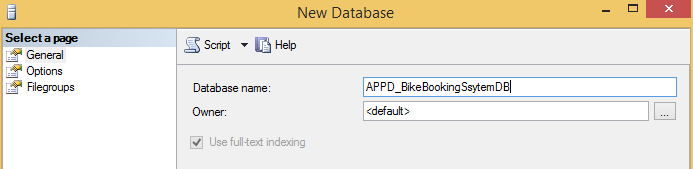 New Database
Select a page
General
Options
Filegroups
Script
Help
Database name:
APPD_BikeBookingSsytemDB
Owner:
<default>
...
Use full-text indexing